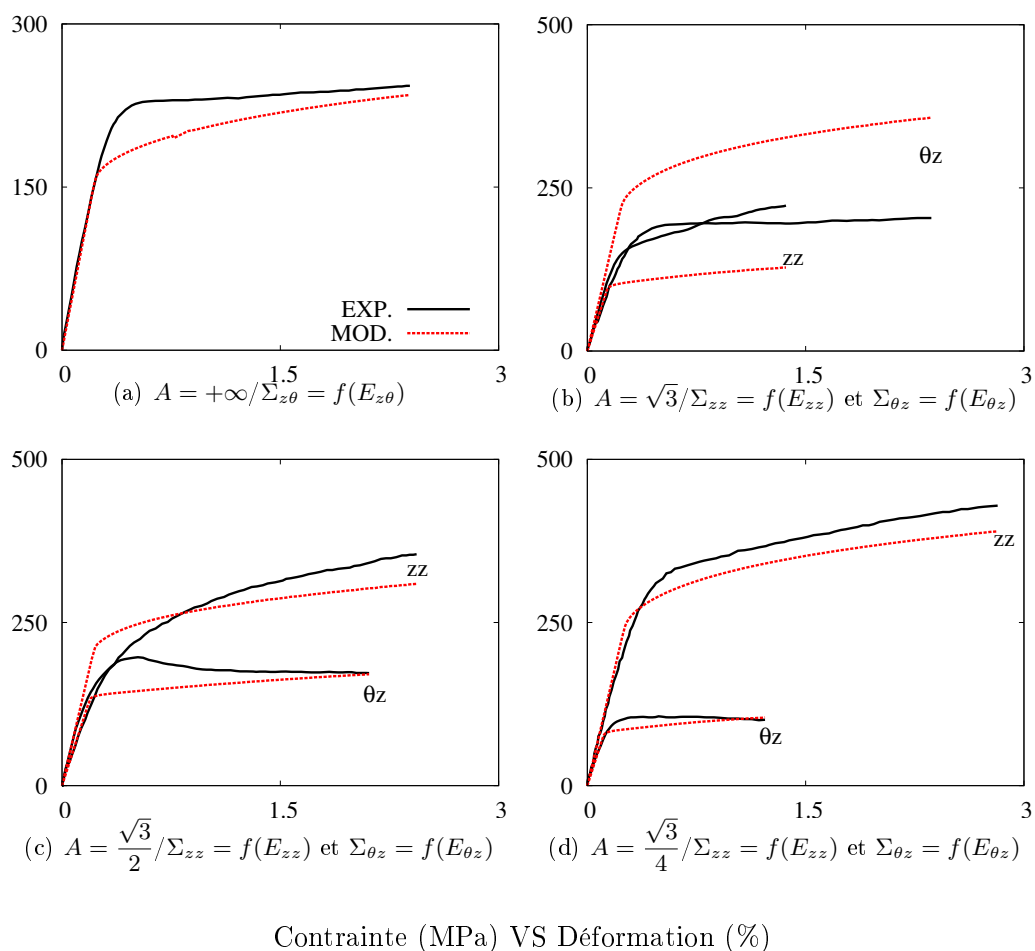 300
150
0
EXP.
MOD.
0 1.5 3
(a) A = +∞/Σzθ = f(Ezθ)
500
250
0
θz
zz
0 1.5 3
(b) A = √3/Σzz = f(Ezz) et Σθz = f(Eθz)
500
250
0
zz
θz
0 1.5 3
(c) A = √3/2 /Σzz = f(Ezz) et Σθz = f(Eθz)
500
250
0
zz
θz
0 1.5 3
(d) A = √3/4 /Σzz = f(Ezz) et Σθz = f(Eθz)
Contrainte (MPa) VS Déformation (%)